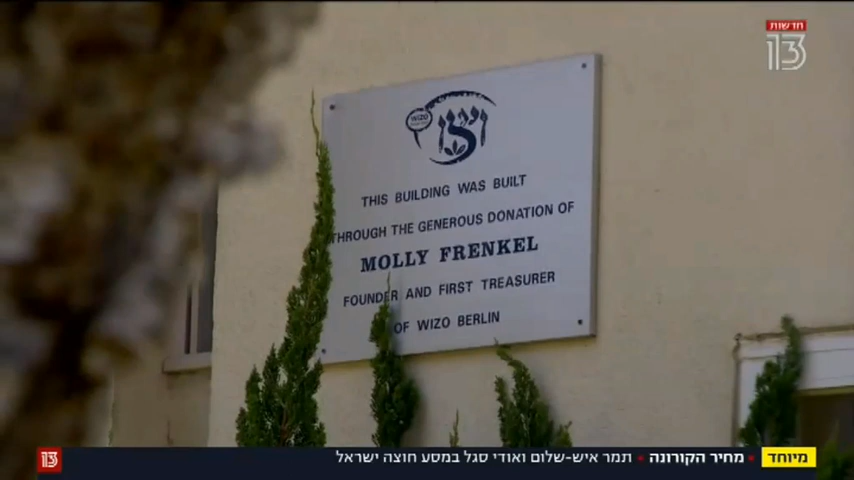 חדשות
13
WIZO
ויצו
THIS BUILDING WAS BUILT
THROUGH THE GENEROUS DONATION OF
MOLLY FRENKEL
FOUNDER AND FIRST TREASURER
OF WIZO BERLIN
מיוחד • מחיר הקורונה • תמר איש-שלום ואודי סגל במסע חוצה ישראל
13